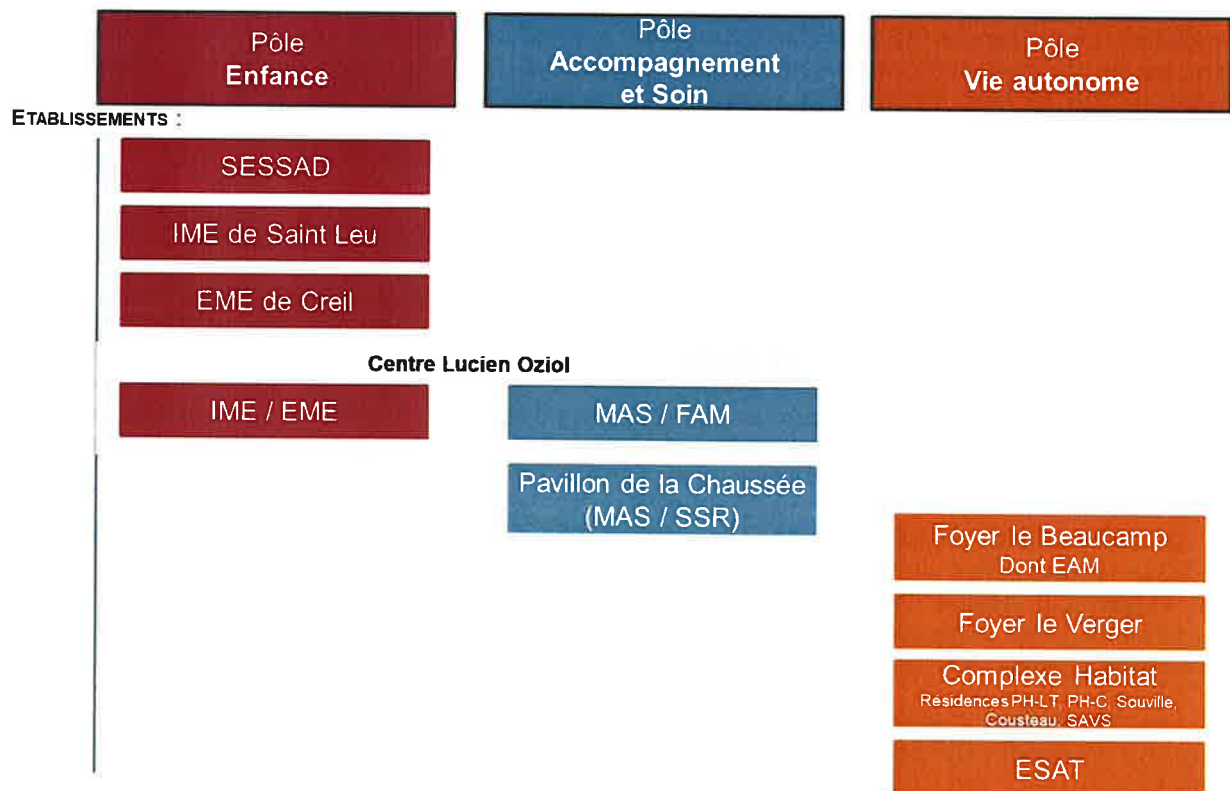 Pôle
Enfance
Pôle
Accompagnement
et Soin
Pôle
Vie autonome
ETABLISSEMENTS :
SESSAD
IME de Saint Leu
EME de Creil
Centre Lucien Oziol
IME / EME
MAS / FAM
Pavillon de la Chaussée
(MAS / SSR)
Foyer le Beaucamp
Dont EAM
Foyer le Verger
Complexe Habitat
Résidences PH-LT, PH-C, Souville,
Cousteau, SAVS
ESAT